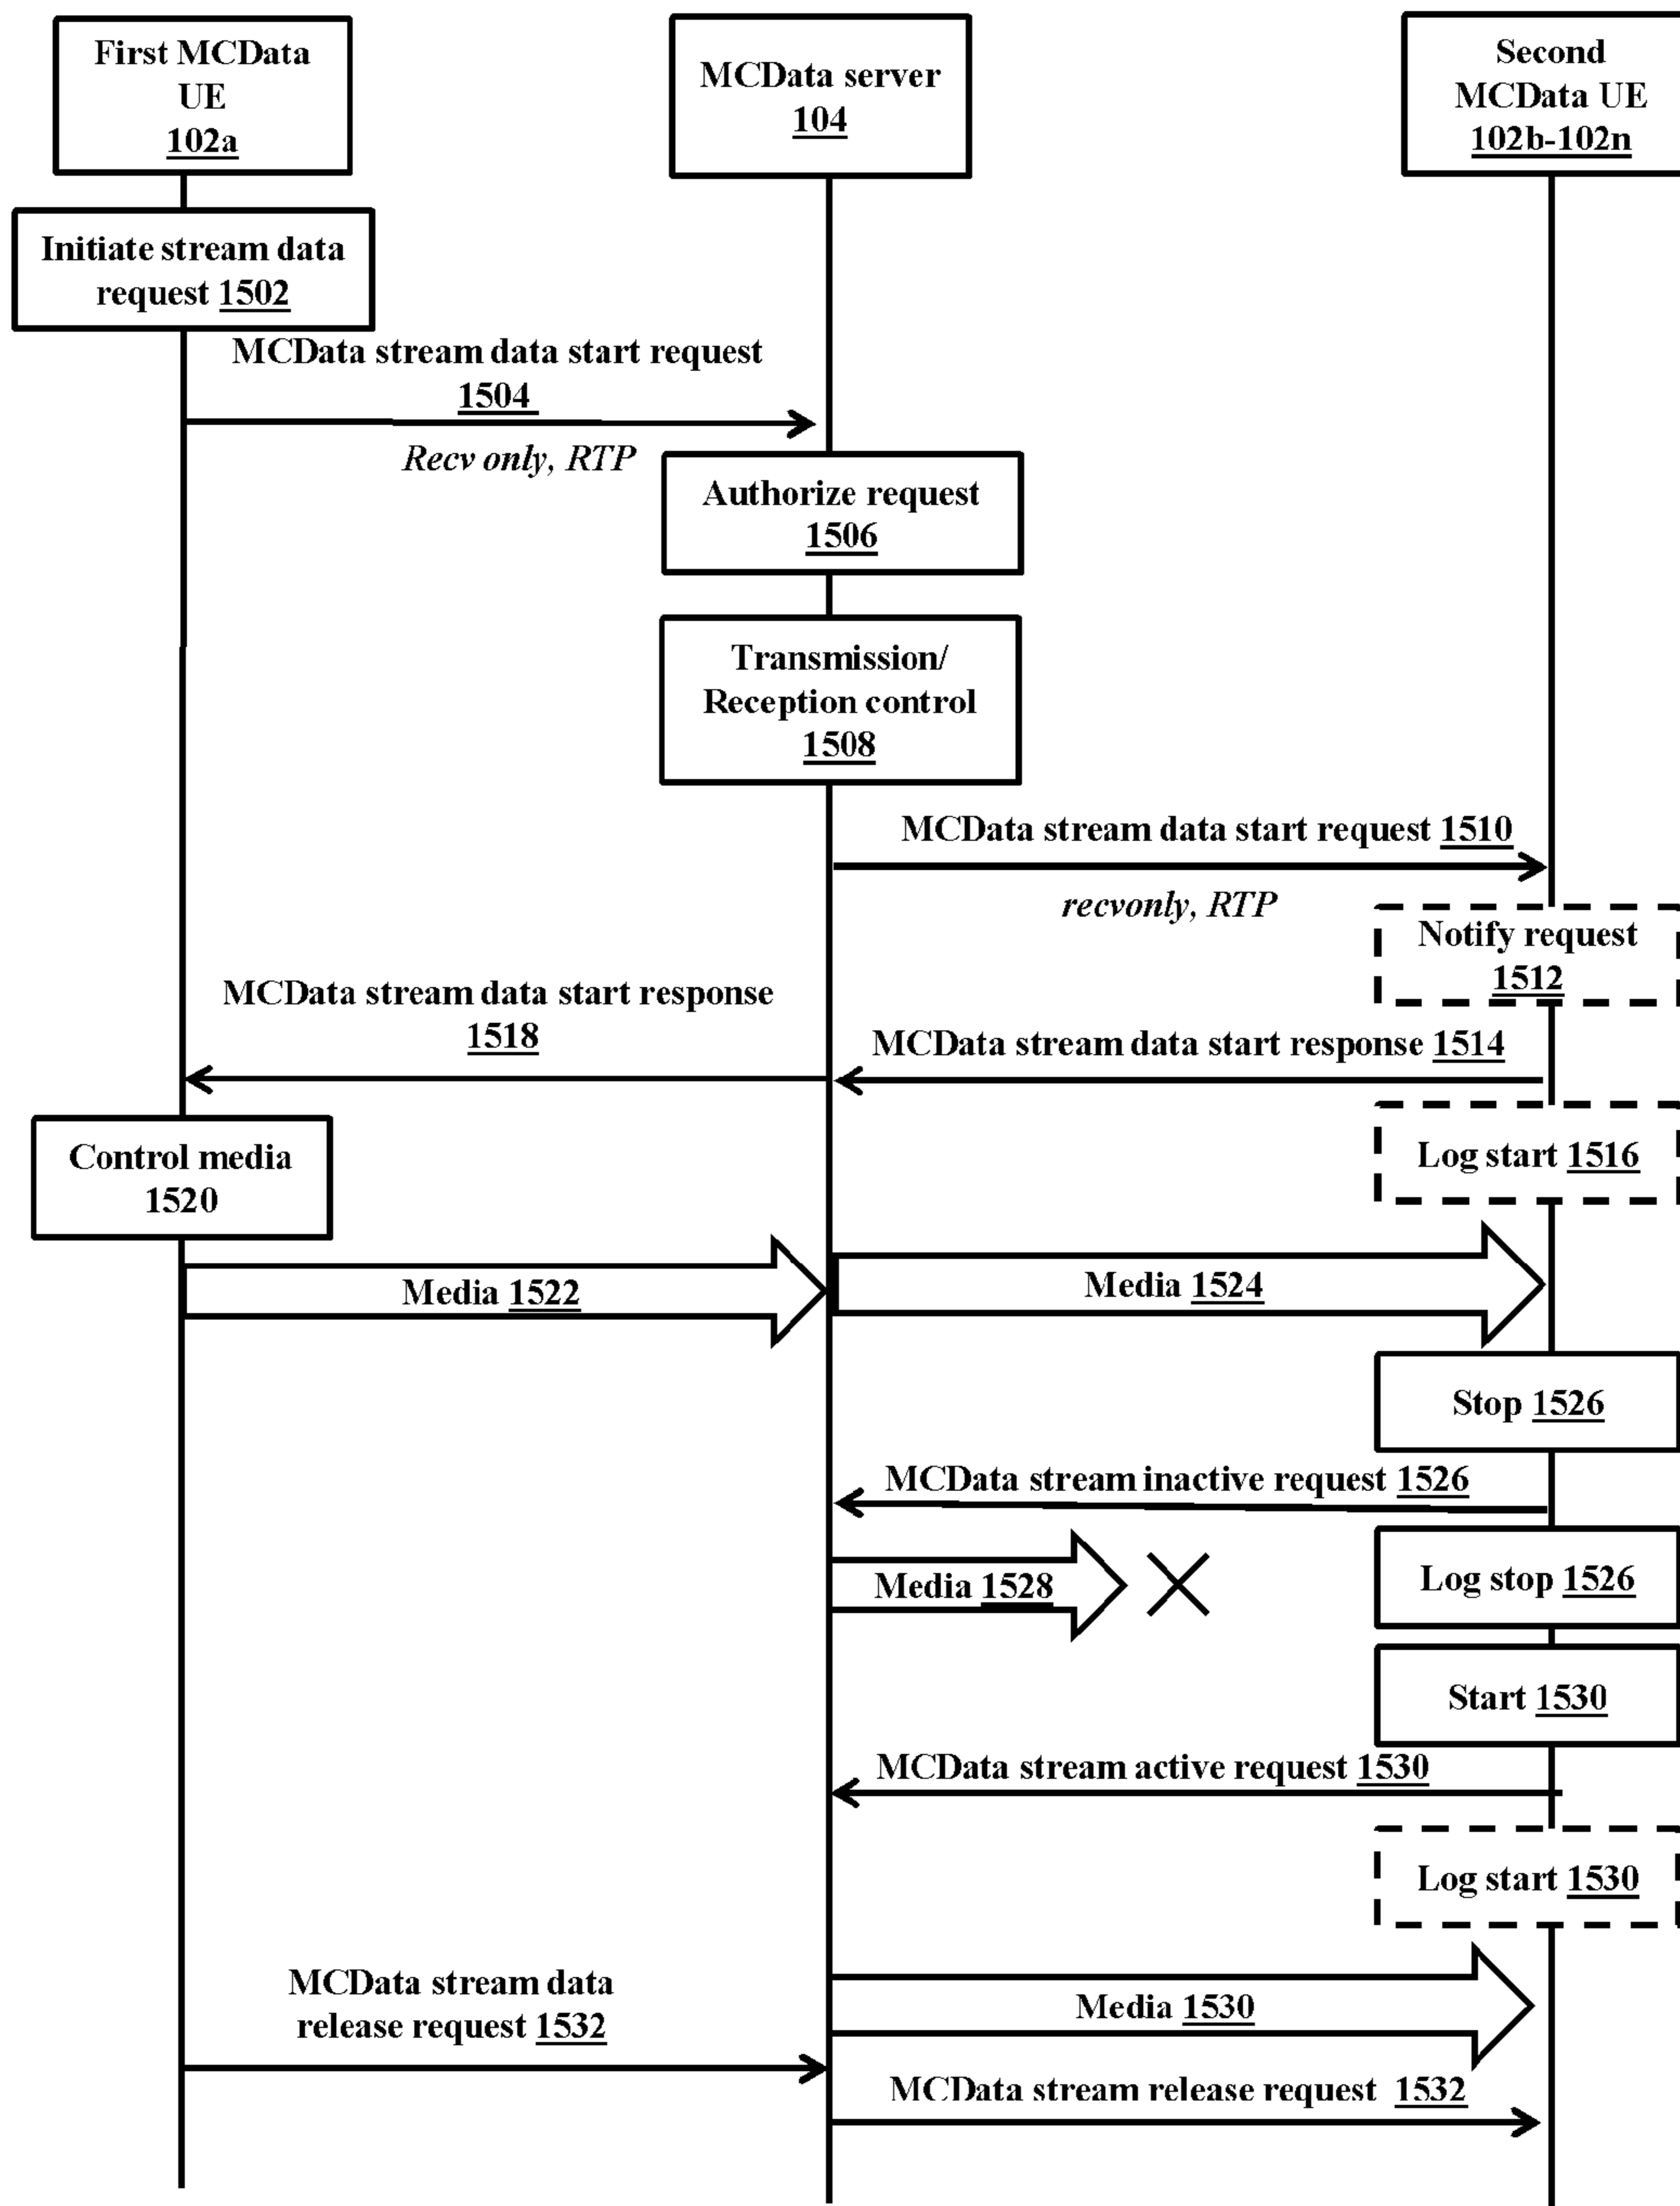 First MCData
UE
102a
MCData server
104
Second
MCData UE
102b-102n
Initiate stream data
request 1502
MCData stream data start request
1504
Recv only, RTP
Authorize request
1506
Transmission/
Reception control
1508
MCData stream data start request 1510
recvonly, RTP
Notify request
1512
MCData stream data start response
1518
MCData stream data start response 1514
Control media
1520
Log start 1516
Media 1522
Media 1524
Stop 1526
MCData stream inactive request 1526
Media 1528
Log stop 1526
Start 1530
MCData stream active request 1530
Log start 1530
MCData stream data
release request 1532
Media 1530
MCData stream release request 1532